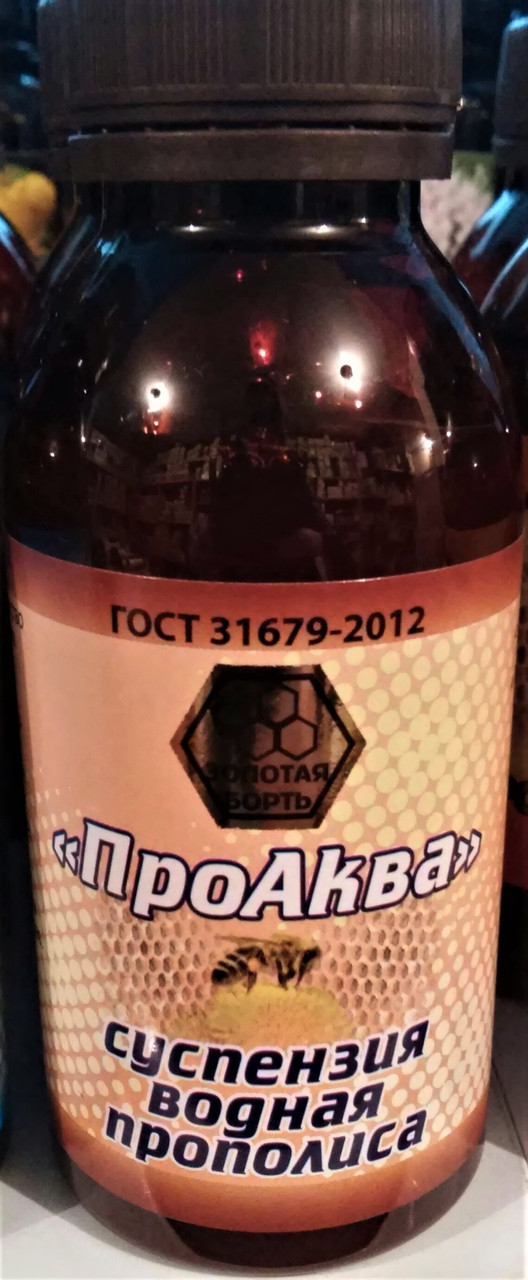 ГОСТ 31679-2012
ЗОЛОТАЯ
БОРТЬ
«ПроАква»
суспензия
водная
прополиса